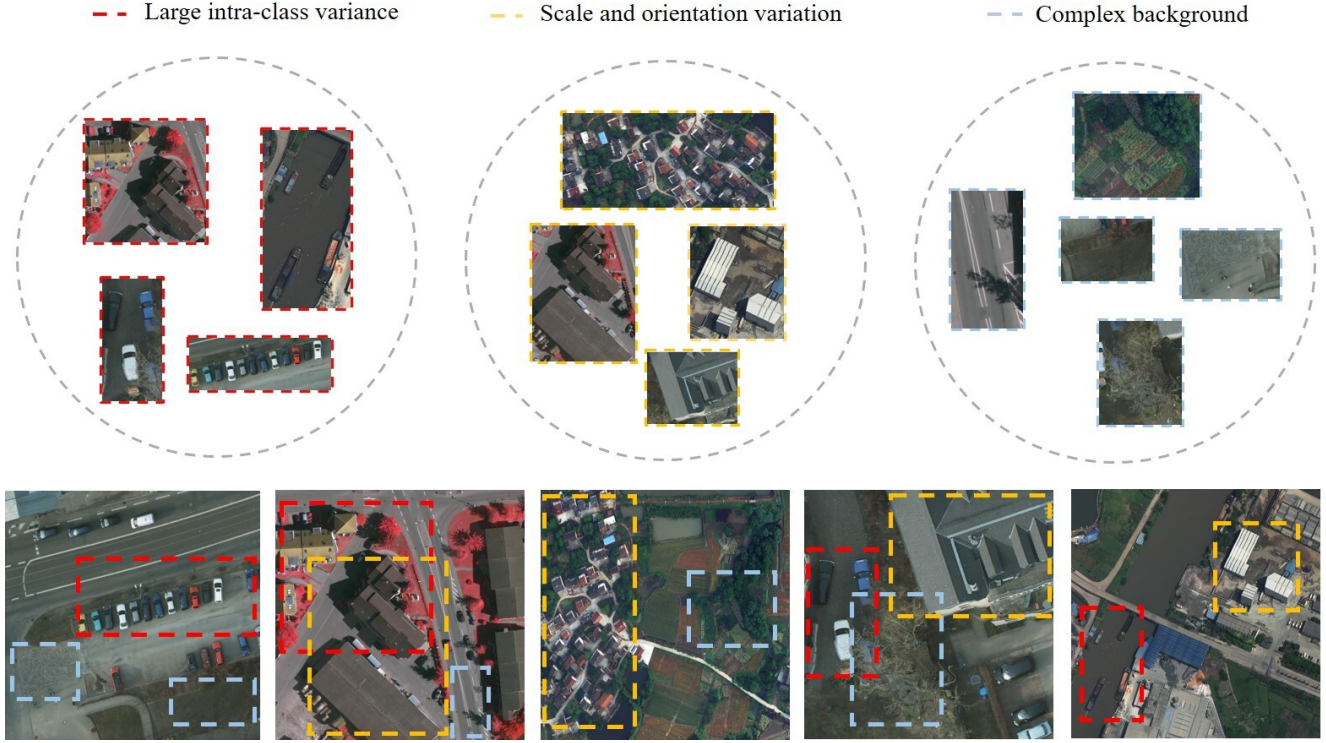 Large intra-class variance
Scale and orientation variation
Complex background